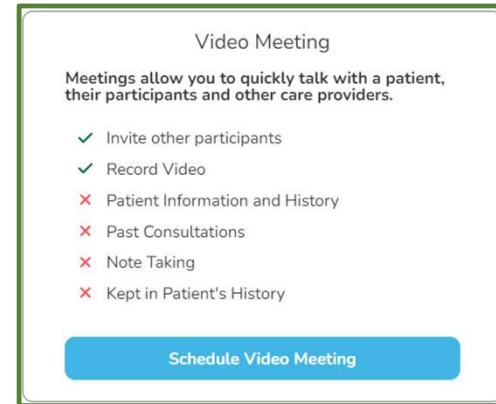 Video Meeting
Meetings allow you to quickly talk with a patient,
their participants and other care providers.
✓ Invite other participants
✓ Record Video
✕ Patient Information and History
✕ Past Consultations
✕ Note Taking
✕ Kept in Patient's History
Schedule Video Meeting